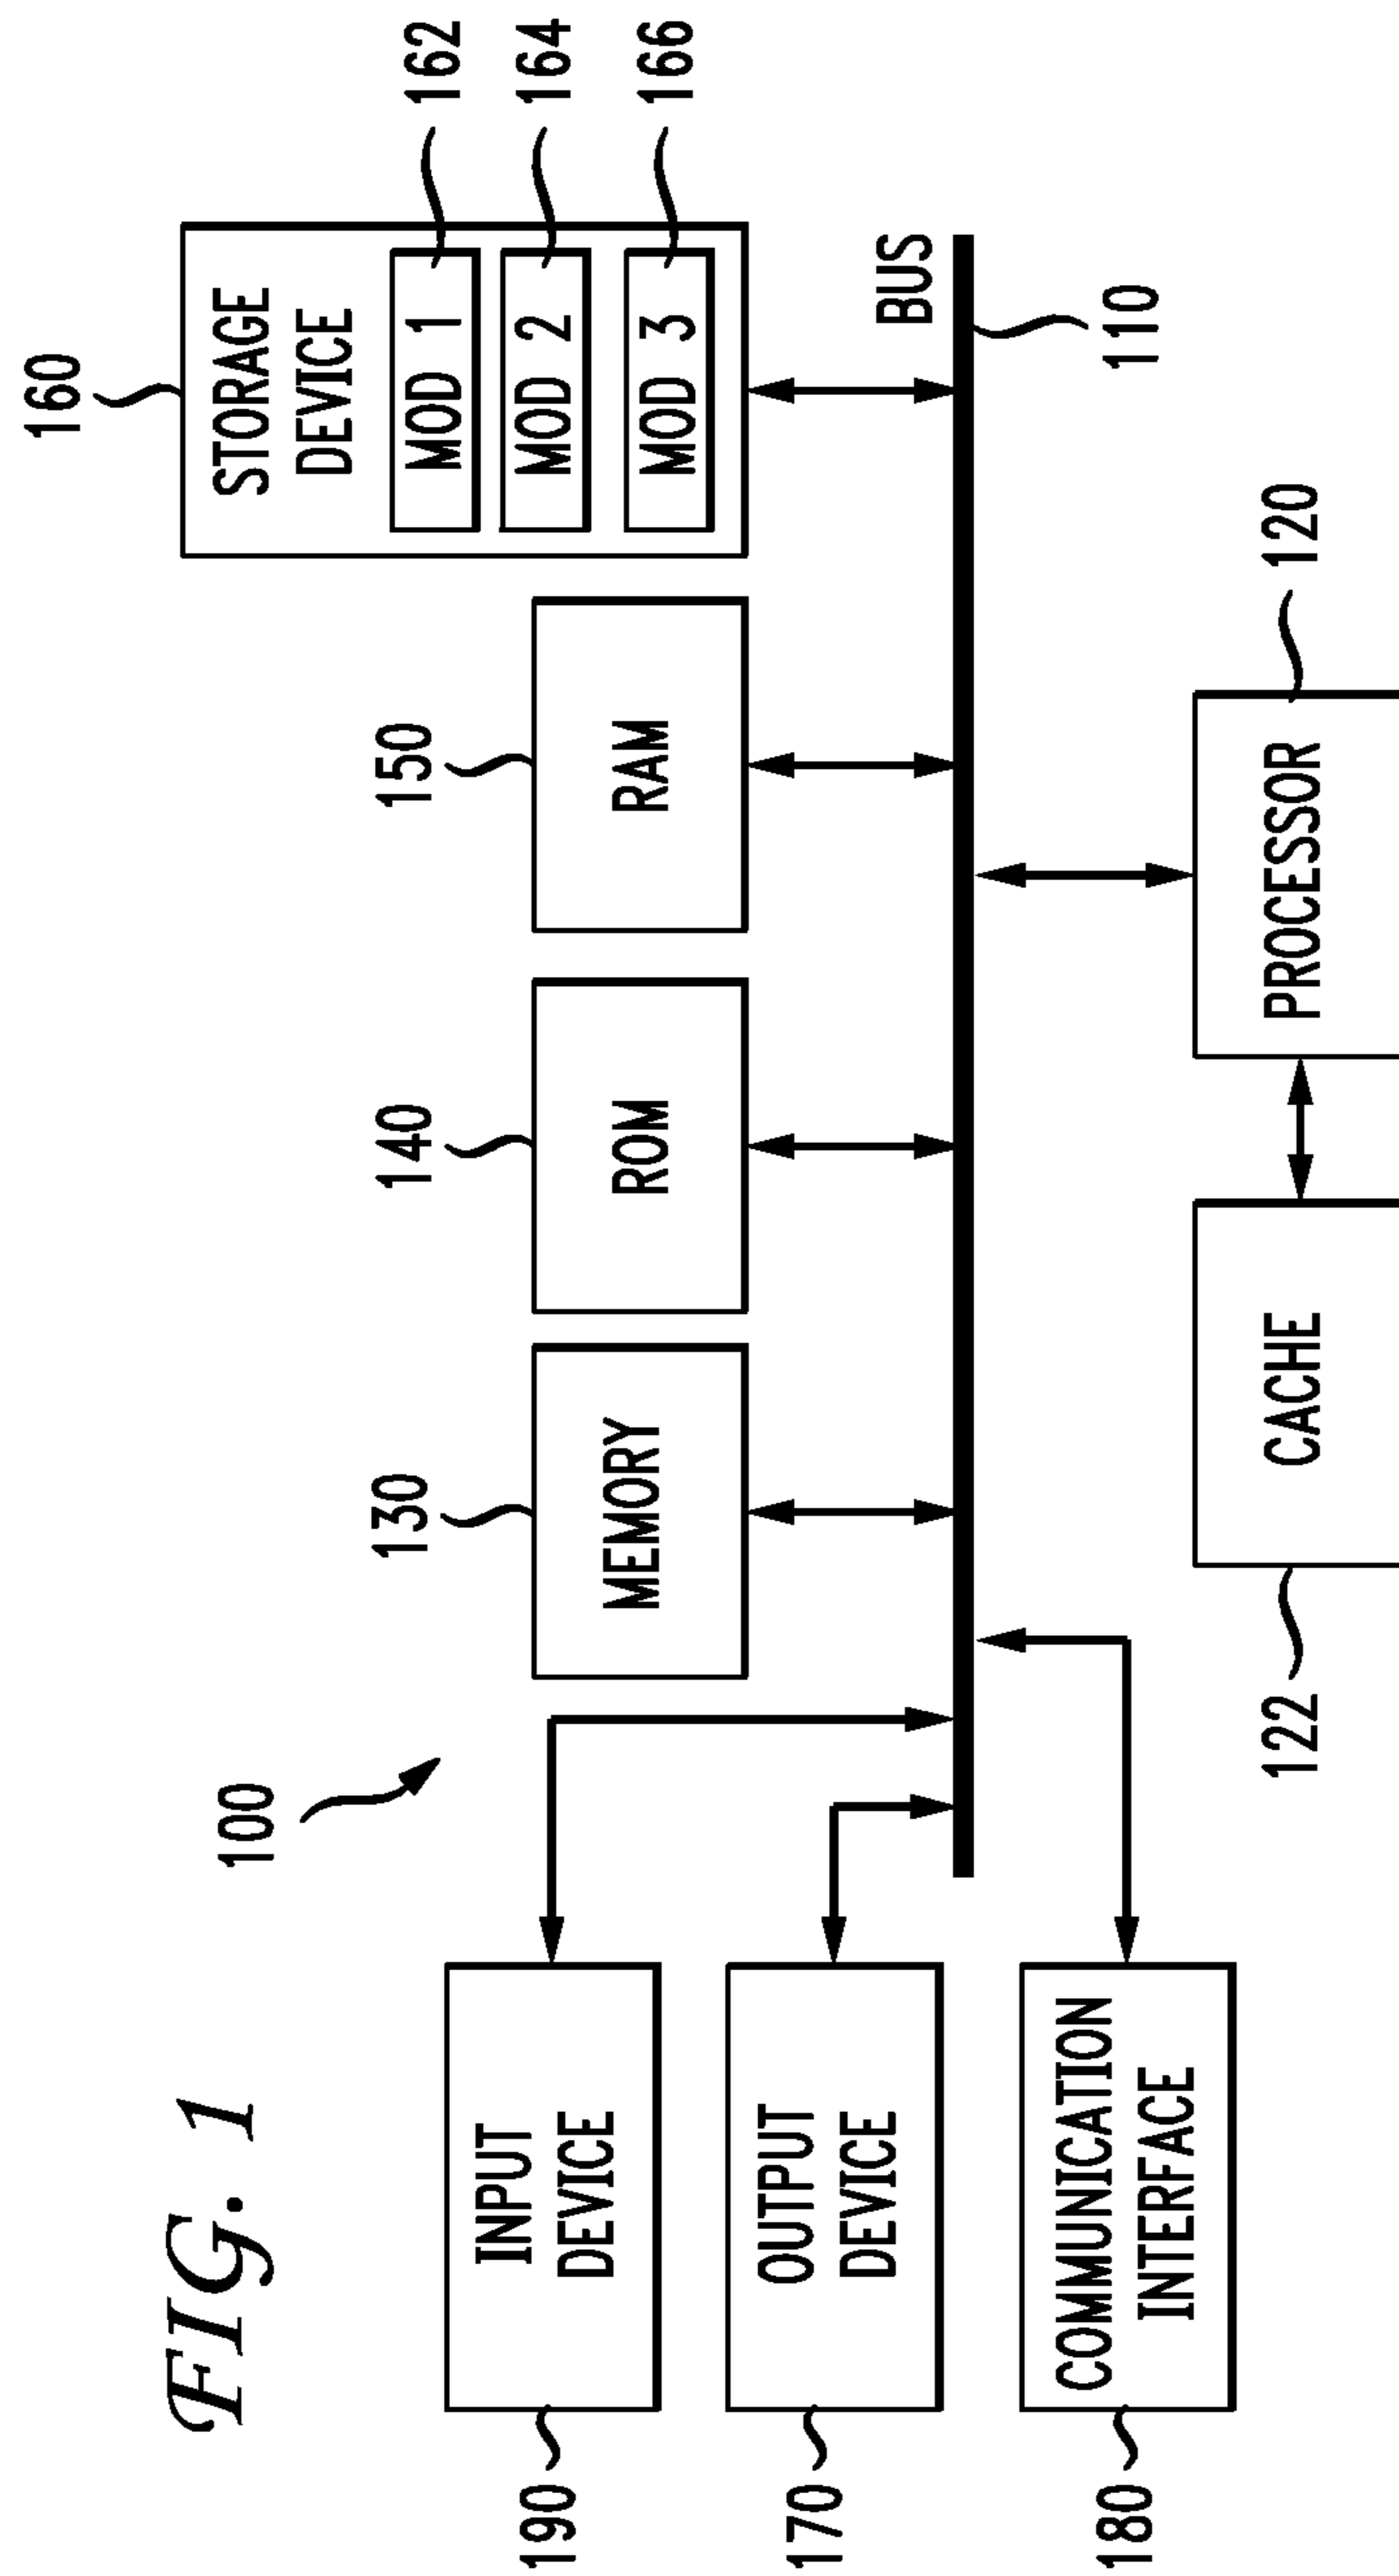 FIG. 1
100
160
STORAGE
DEVICE
MOD 1
162
MOD 2
164
MOD 3
166
130
140
150
MEMORY
ROM
RAM
190
INPUT
DEVICE
170
OUTPUT
DEVICE
BUS
110
180
COMMUNICATION
INTERFACE
122
CACHE
PROCESSOR
120